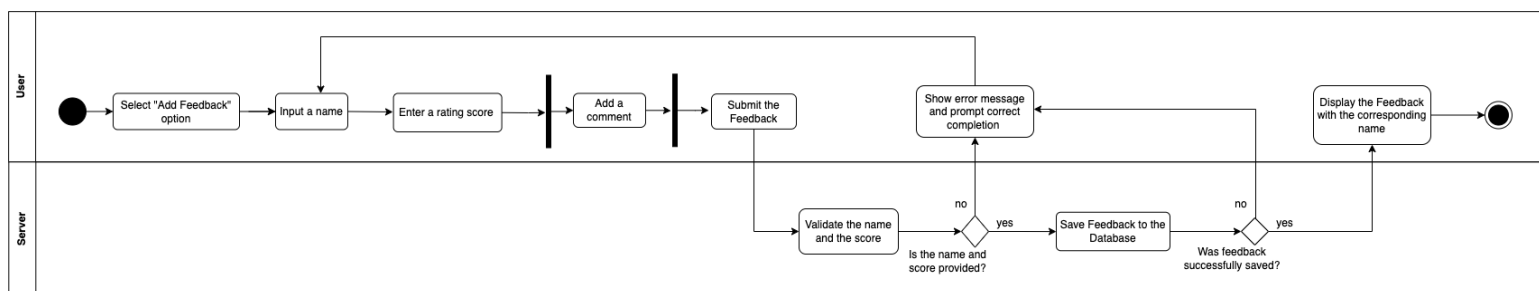 User
Select "Add Feedback"
option
Input a name
Enter a rating score
Add a
comment
Submit the
Feedback
Show error message
and prompt correct
completion
Display the Feedback
with the corresponding
name
Server
Validate the name
and the score
no
yes
Is the name and
score provided?
Save Feedback to the
Database
no
yes
Was feedback
successfully saved?